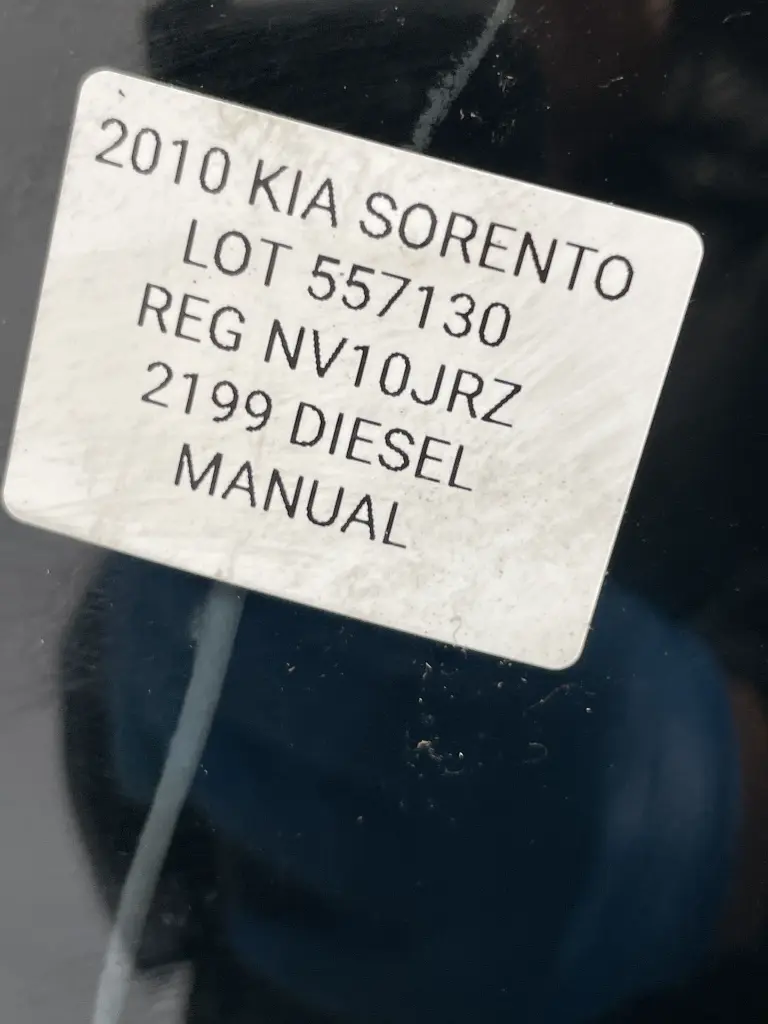 2010 KIA SORENTO
LOT 557130
REG NV10JRZ
2199 DIESEL
MANUAL